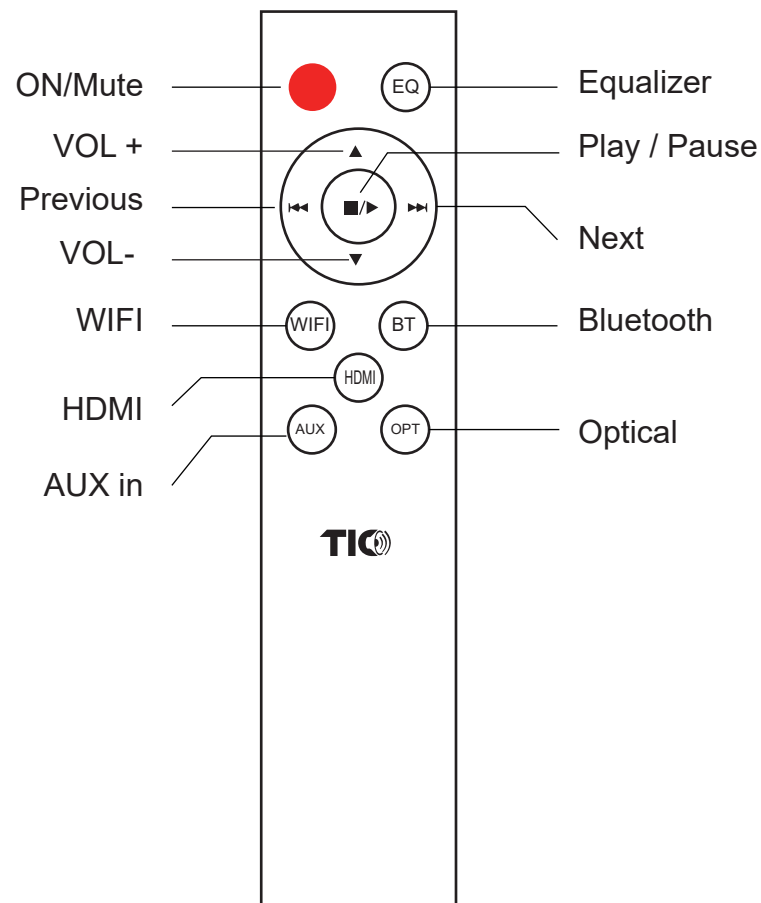 ON/Mute
EQ
Equalizer
VOL +
Play / Pause
Previous
Next
VOL-
WIFI
WIFI
BT
Bluetooth
HDMI
HDMI
AUX
OPT
Optical
AUX in
TIC